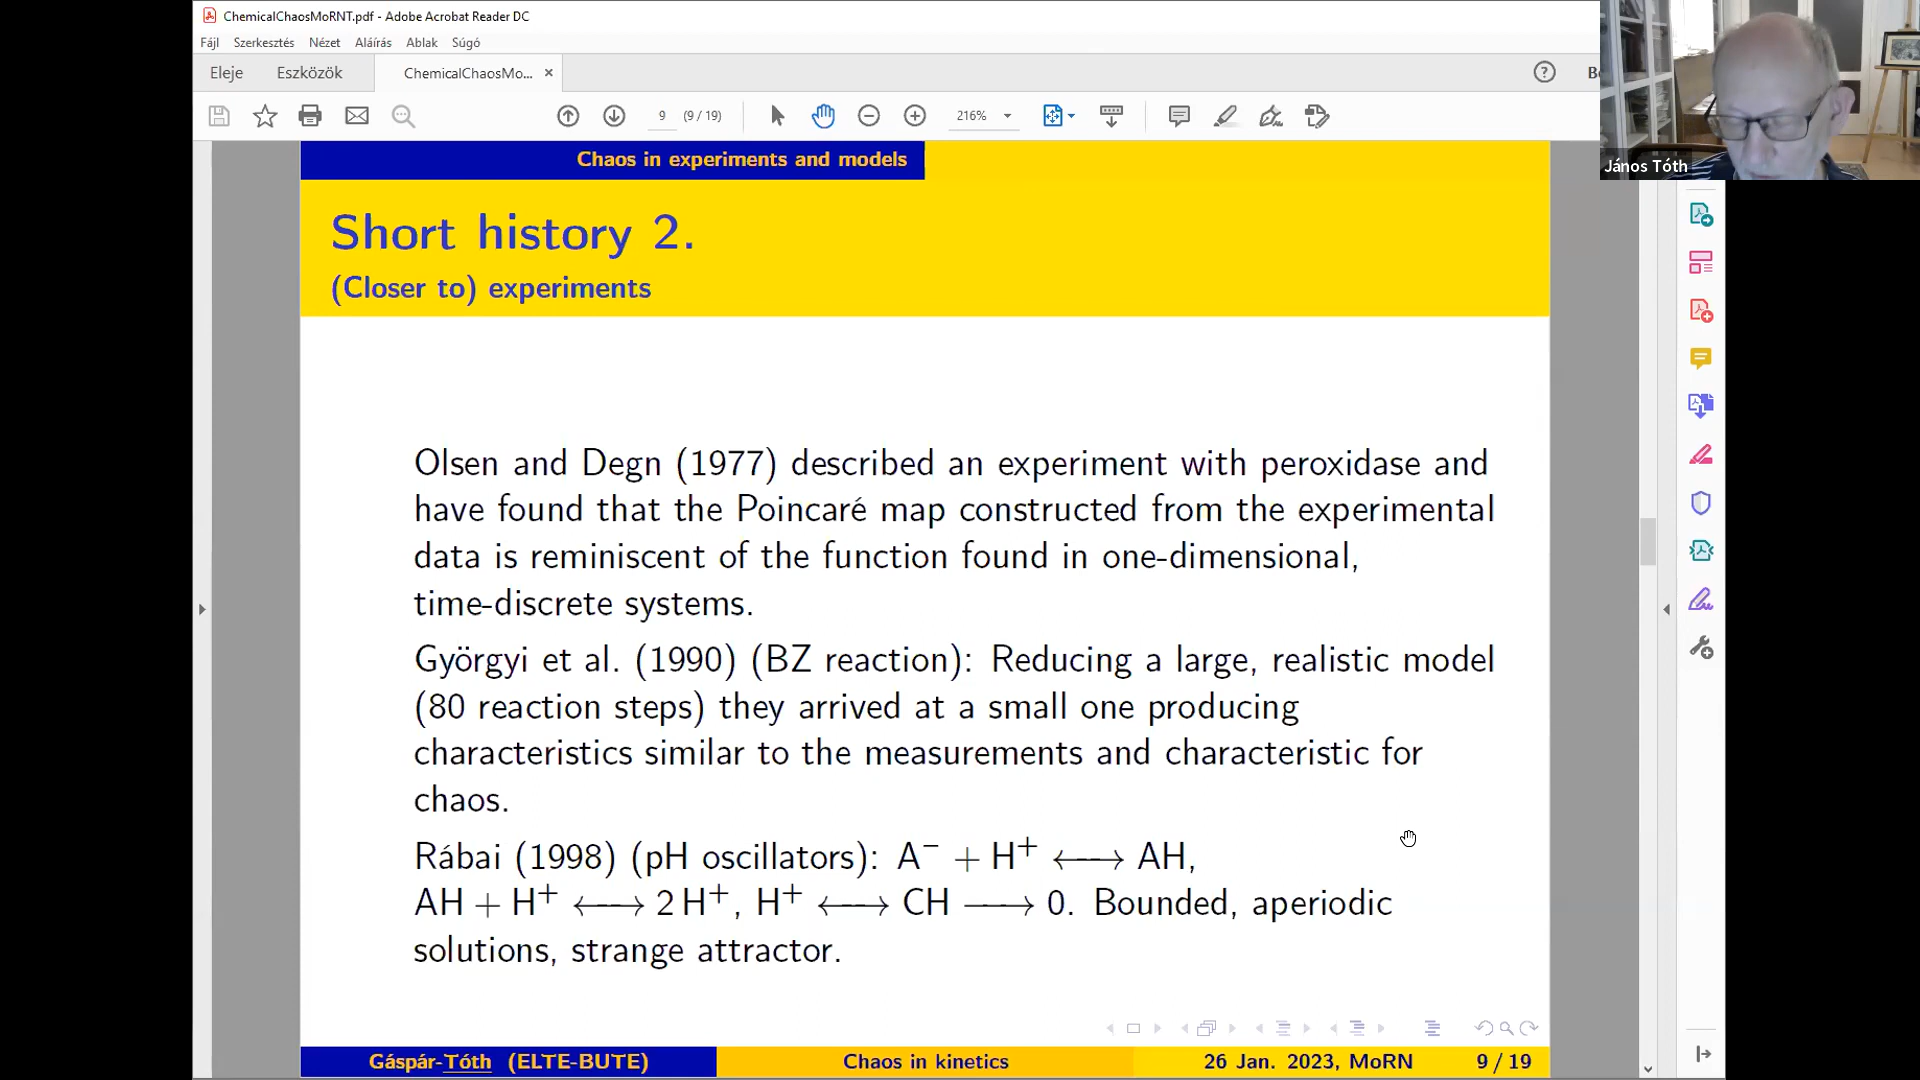 ChemicalChaosMoRNT.pdf - Adobe Acrobat Reader DC
Fájl Szerkesztés Nézet Aláírás Ablak Súgó
Eleje Eszközök ChemicalChaosMo... ×
9 (9 / 19) 216%
János Tóth
Chaos in experiments and models
Short history 2.
(Closer to) experiments
Olsen and Degn (1977) described an experiment with peroxidase and
have found that the Poincaré map constructed from the experimental
data is reminiscent of the function found in one-dimensional,
time-discrete systems.
Györgyi et al. (1990) (BZ reaction): Reducing a large, realistic model
(80 reaction steps) they arrived at a small one producing
characteristics similar to the measurements and characteristic for
chaos.
Rábai (1998) (pH oscillators): A⁻ + H⁺ ⟷ AH,
AH + H⁺ ⟷ 2 H⁺, H⁺ ⟷ CH ⟶ 0. Bounded, aperiodic
solutions, strange attractor.
Gáspár-Tóth (ELTE-BUTE) Chaos in kinetics 26 Jan. 2023, MoRN 9 / 19